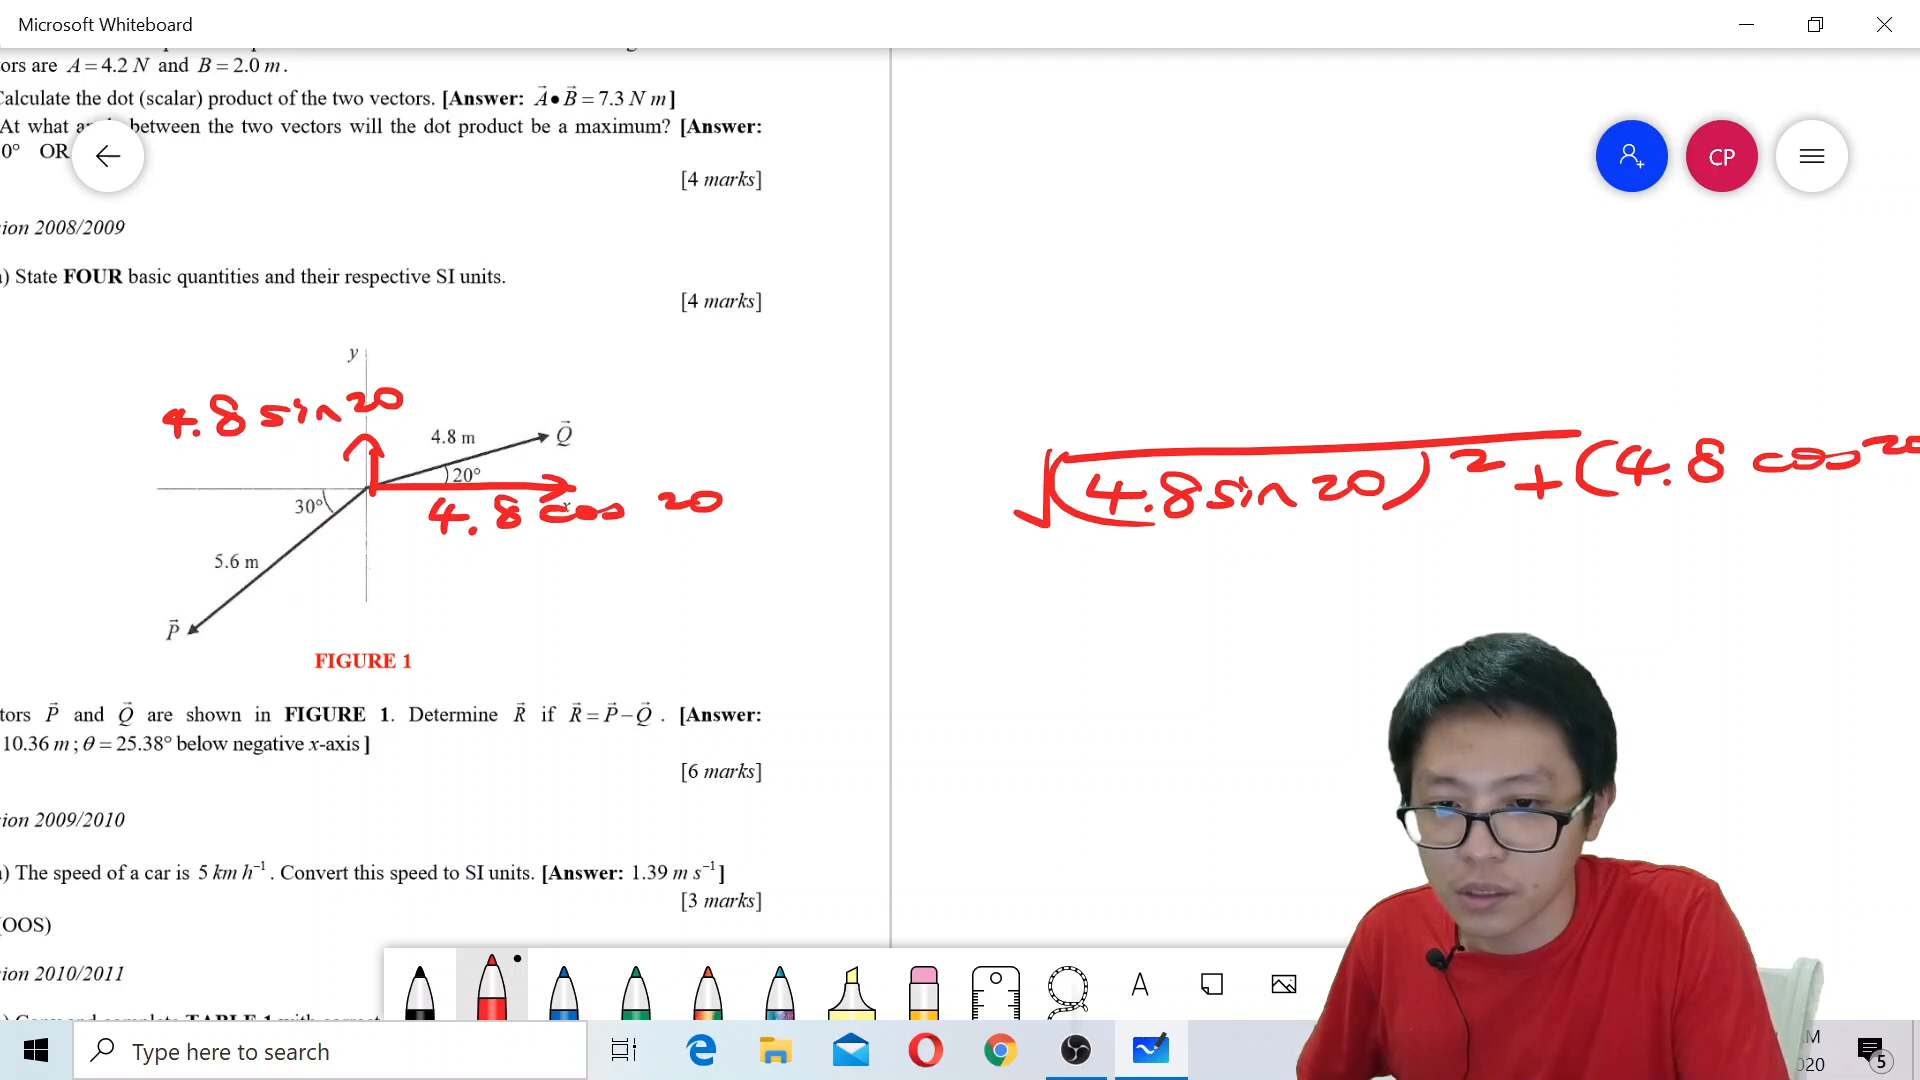 Microsoft Whiteboard
ors are A = 4.2 N and B = 2.0 m.
Calculate the dot (scalar) product of the two vectors. [Answer: A⃗ • B⃗ = 7.3 N m]
At what between the two vectors will the dot product be a maximum? [Answer:
0° OR
[4 marks]
CP
ion 2008/2009
) State FOUR basic quantities and their respective SI units.
[4 marks]
y
4.8 sin 20
4.8 m
Q⃗
20°
30°
x
4.8 cos 20
5.6 m
P⃗
FIGURE 1
√(4.8 sin 20)² + (4.8 cos 20
tors P⃗ and Q⃗ are shown in FIGURE 1. Determine R⃗ if R⃗ = P⃗ − Q⃗ . [Answer:
10.36 m ; θ = 25.38° below negative x-axis ]
[6 marks]
ion 2009/2010
) The speed of a car is 5 km h⁻¹. Convert this speed to SI units. [Answer: 1.39 m s⁻¹]
[3 marks]
(OOS)
ion 2010/2011
A
Type here to search
M
020
5